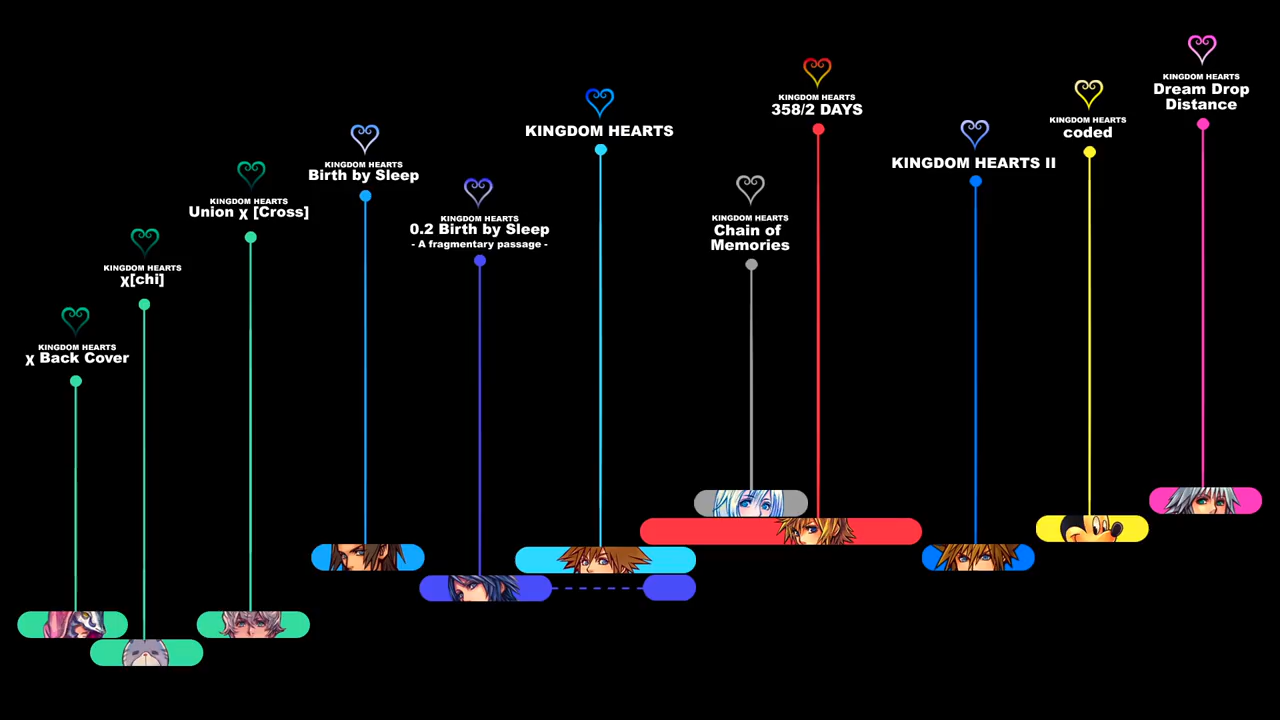 KINGDOM HEARTS
χ Back Cover
KINGDOM HEARTS
χ[chi]
KINGDOM HEARTS
Union χ [Cross]
KINGDOM HEARTS
Birth by Sleep
KINGDOM HEARTS
0.2 Birth by Sleep
- A fragmentary passage -
KINGDOM HEARTS
KINGDOM HEARTS
Chain of
Memories
KINGDOM HEARTS
358/2 DAYS
KINGDOM HEARTS II
KINGDOM HEARTS
coded
KINGDOM HEARTS
Dream Drop
Distance